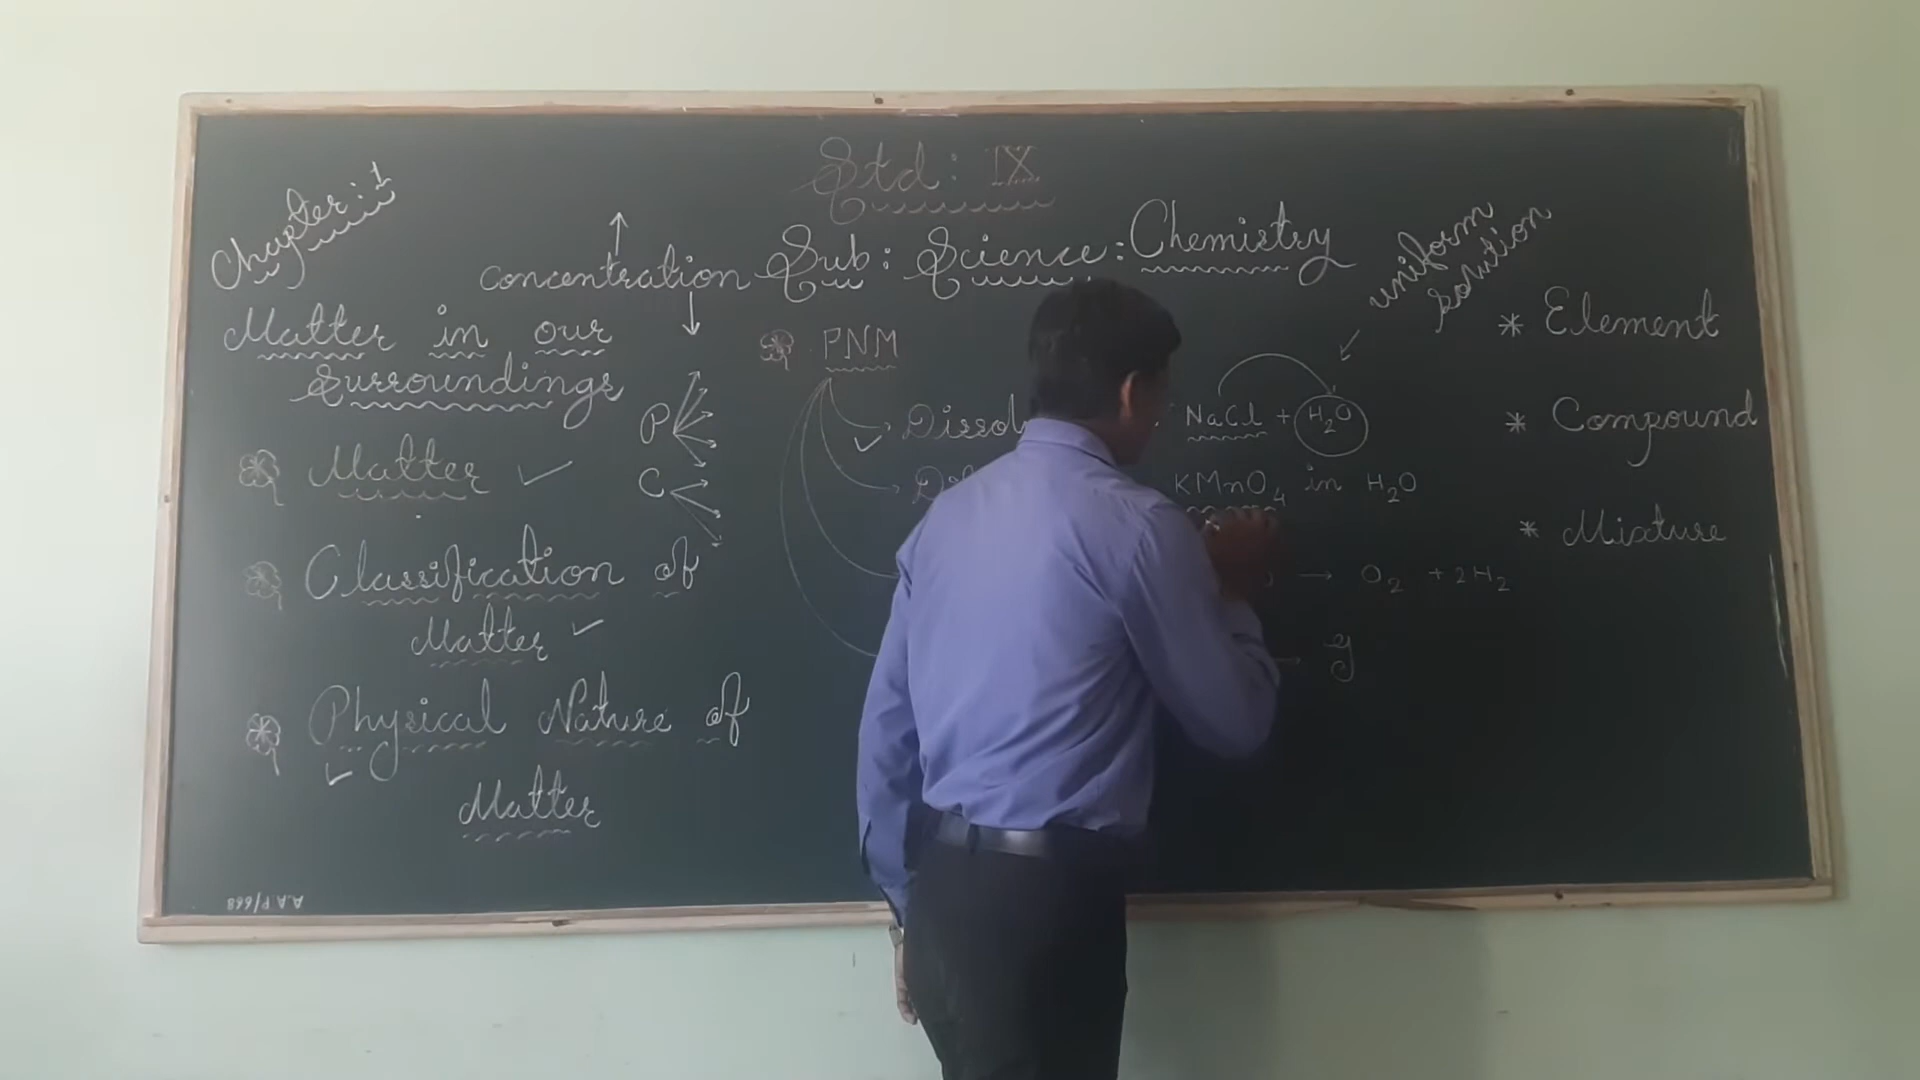 Std: IX
Chapter: 1
concentration Sub: Science: Chemistry
uniform
solution
Matter in our
Surroundings
Matter
Classification of
Matter
Physical Nature of
Matter
P
C
PNM
Dissol
NaCl + H₂O
KMnO₄ in H₂O
→ O₂ + 2H₂
→ g
* Element
* Compound
* Mixture
A.A.P/668